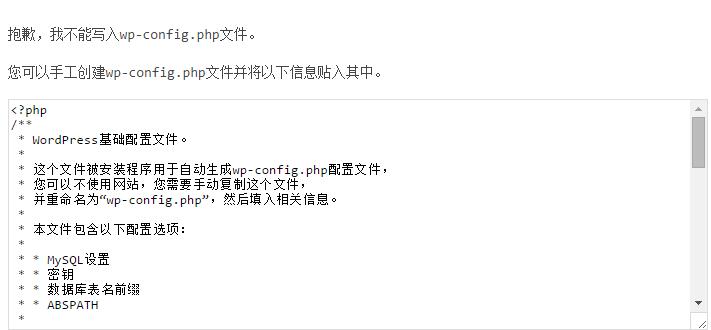 抱歉，我不能写入wp-config.php文件。
您可以手工创建wp-config.php文件并将以下信息贴入其中。
<?php
/**
 * WordPress基础配置文件。
 *
 * 这个文件被安装程序用于自动生成wp-config.php配置文件，
 * 您可以不使用网站，您需要手动复制这个文件，
 * 并重命名为“wp-config.php”，然后填入相关信息。
 *
 * 本文件包含以下配置选项：
 *
 * * MySQL设置
 * * 密钥
 * * 数据库表名前缀
 * * ABSPATH
 *